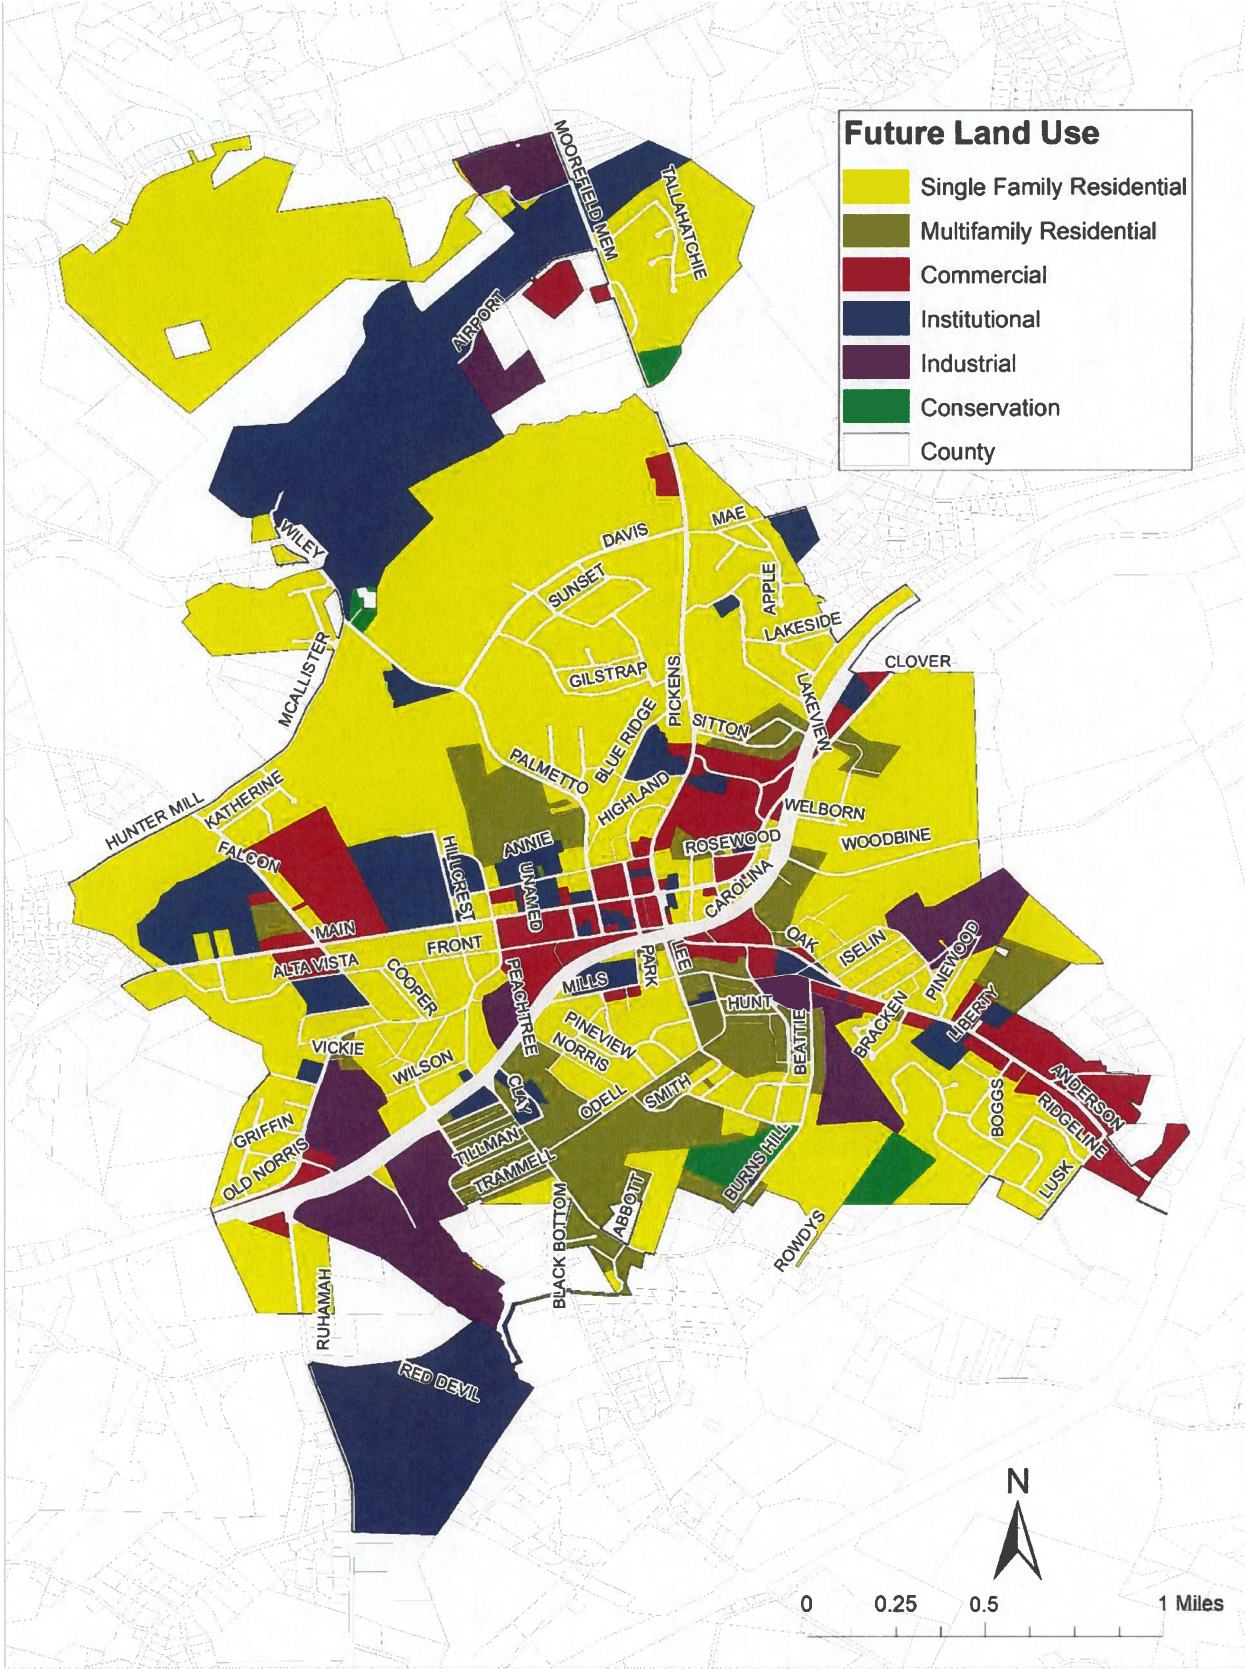 Future Land Use
Single Family Residential
Multifamily Residential
Commercial
Institutional
Industrial
Conservation
County
MOOREFIELD MEM
TALLAHATCHIE
AIRPORT
WILEY
DAVIS
MAE
SUNSET
APPLE
LAKESIDE
GILSTRAP
PICKENS
MCALLISTER
CLOVER
LAKEVIEW
SITTON
BLUE RIDGE
PALMETTO
HIGHLAND
HUNTER MILL
KATHERINE
WELBORN
FALCON
ANNIE
HILLCREST
UNAMED
ROSEWOOD
WOODBINE
CAROLINA
MAIN
FRONT
ALTA VISTA
COOPER
PEACHTREE
MILLS
PARK
LEE
OAK
ISELIN
PINEWOOD
HUNT
BEATTIE
BRACKEN
LIBERTY
VICKIE
WILSON
PINEVIEW
NORRIS
CLAY
ODELL
SMITH
BOGGS
ANDERSON
RIDGELINE
GRIFFIN
OLD NORRIS
TILLMAN
TRAMMELL
BURNS HILL
LUSK
ABBOTT
BLACK BOTTOM
ROWDYS
RUHAMAH
RED DEVIL
N
0 0.25 0.5 1 Miles